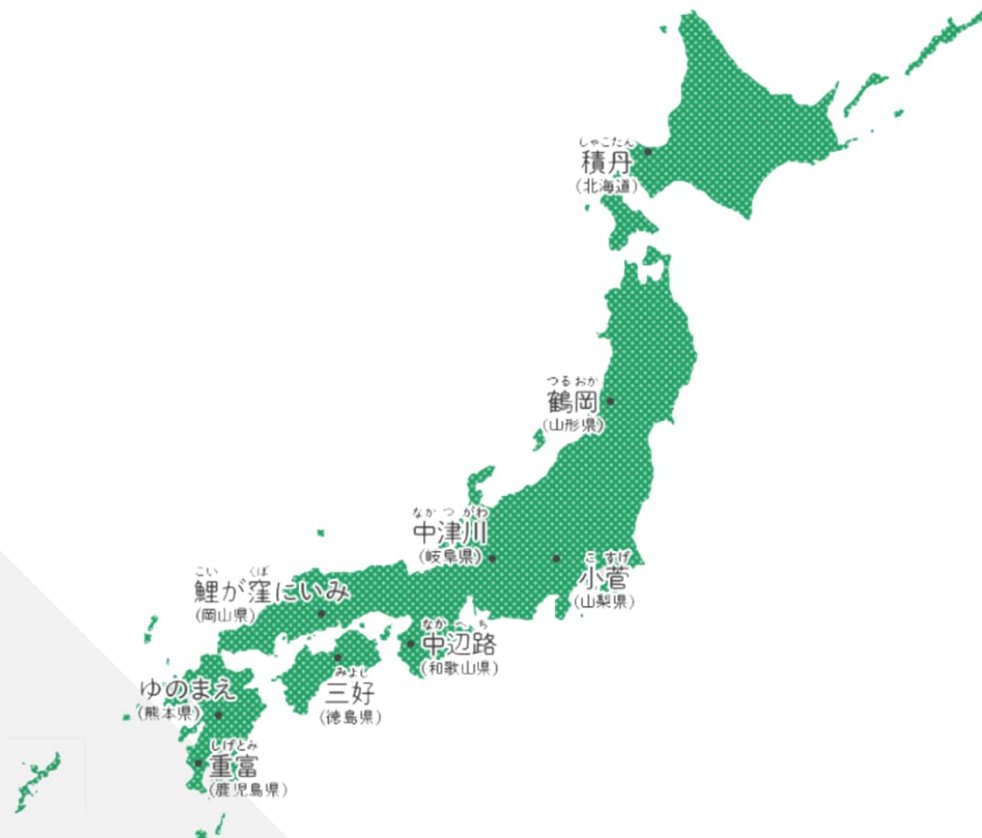 しゃこたん
積丹
(北海道)
つるおか
鶴岡
(山形県)
なかつがわ
中津川
(岐阜県)
こすげ
小菅
(山梨県)
こい くぼ
鯉が窪にいみ
(岡山県)
なかへち
中辺路
(和歌山県)
みよし
三好
(徳島県)
ゆのまえ
(熊本県)
しげとみ
重富
(鹿児島県)